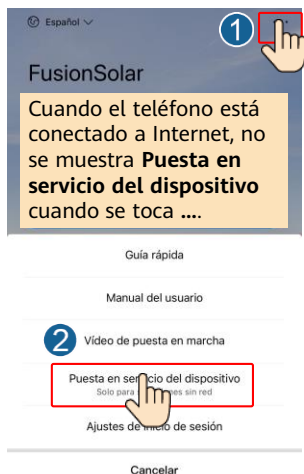 Español
1
FusionSolar
Cuando el teléfono está
conectado a Internet, no
se muestra Puesta en
servicio del dispositivo
cuando se toca ....
Guía rápida
Manual del usuario
2 Vídeo de puesta en marcha
Puesta en servicio del dispositivo
Solo para sin red
Ajustes de inicio de sesión
Cancelar